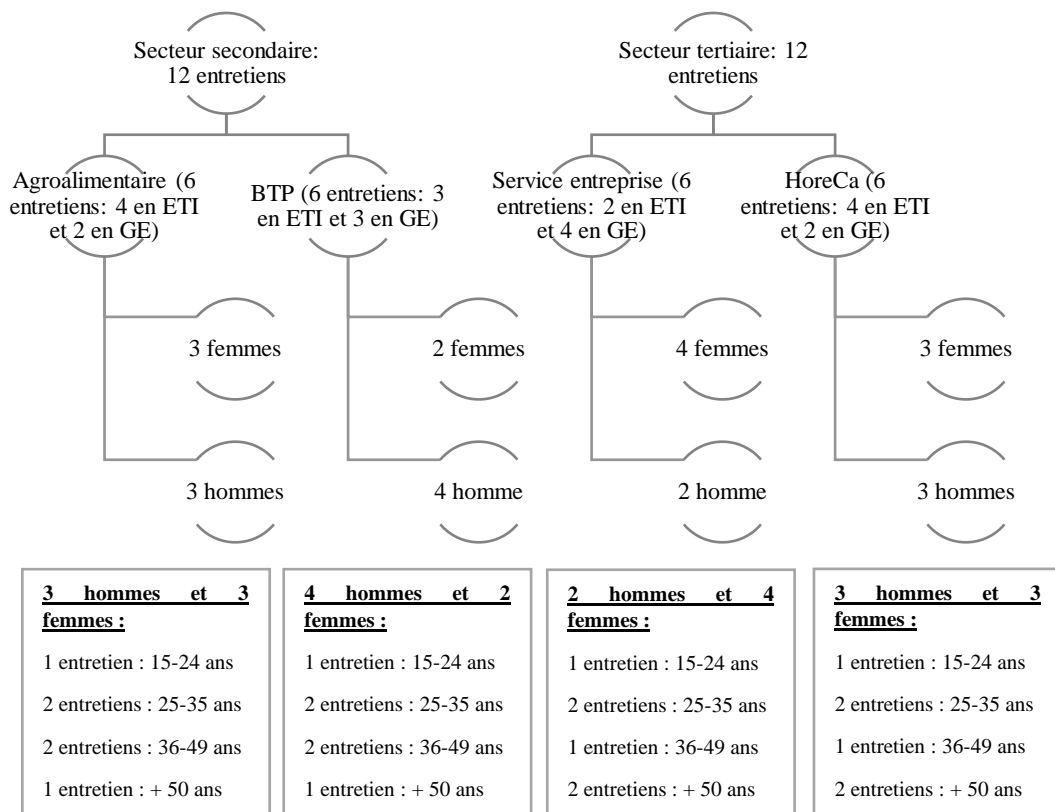 Secteur secondaire:
12 entretiens
Secteur tertiaire: 12
entretiens
Agroalimentaire (6
entretiens: 4 en ETI
et 2 en GE)
BTP (6 entretiens: 3
en ETI et 3 en GE)
Service entreprise (6
entretiens: 2 en ETI
et 4 en GE)
HoreCa (6
entretiens: 4 en ETI
et 2 en GE)
3 femmes
2 femmes
4 femmes
3 femmes
3 hommes
4 homme
2 homme
3 hommes
3 hommes et 3
femmes :
1 entretien : 15-24 ans
2 entretiens : 25-35 ans
2 entretiens : 36-49 ans
1 entretien : + 50 ans
4 hommes et 2
femmes :
1 entretien : 15-24 ans
2 entretiens : 25-35 ans
2 entretiens : 36-49 ans
1 entretien : + 50 ans
2 hommes et 4
femmes :
1 entretien : 15-24 ans
2 entretiens : 25-35 ans
1 entretien : 36-49 ans
2 entretiens : + 50 ans
3 hommes et 3
femmes :
1 entretien : 15-24 ans
2 entretiens : 25-35 ans
1 entretien : 36-49 ans
2 entretiens : + 50 ans